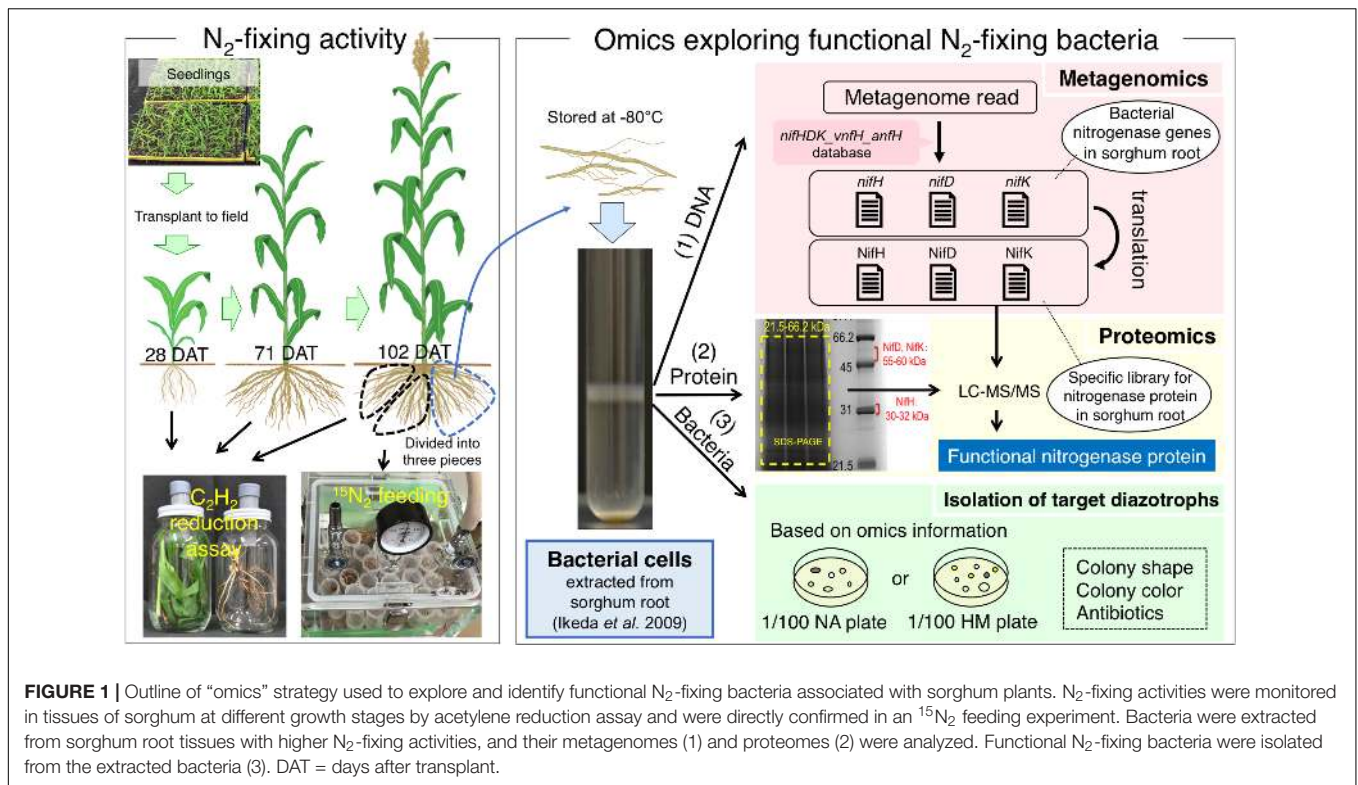 N2-fixing activity
Seedlings
Transplant to field
28 DAT
71 DAT
102 DAT
Divided into
three pieces
C2H2
reduction
assay
15N2 feeding
Omics exploring functional N2-fixing bacteria
Stored at -80°C
(1) DNA
(2)
Protein
(3)
Bacteria
Bacterial cells
extracted from
sorghum root
(Ikeda et al. 2009)
Metagenomics
Metagenome read
nifHDK_vnfH_anfH
database
Bacterial
nitrogenase genes
in sorghum root
nifH nifD nifK
translation
NifH NifD NifK
Proteomics
21.5-66.2 kDa
SDS-PAGE
66.2
45
31
21.5
NifD, NifK:
55-60 kDa
NifH:
30-32 kDa
LC-MS/MS
Specific library for
nitrogenase protein
in sorghum root
Functional nitrogenase protein
Isolation of target diazotrophs
Based on omics information
or
1/100 NA plate 1/100 HM plate
Colony shape
Colony color
Antibiotics
FIGURE 1 | Outline of "omics" strategy used to explore and identify functional N2-fixing bacteria associated with sorghum plants. N2-fixing activities were monitored
in tissues of sorghum at different growth stages by acetylene reduction assay and were directly confirmed in an 15N2 feeding experiment. Bacteria were extracted
from sorghum root tissues with higher N2-fixing activities, and their metagenomes (1) and proteomes (2) were analyzed. Functional N2-fixing bacteria were isolated
from the extracted bacteria (3). DAT = days after transplant.